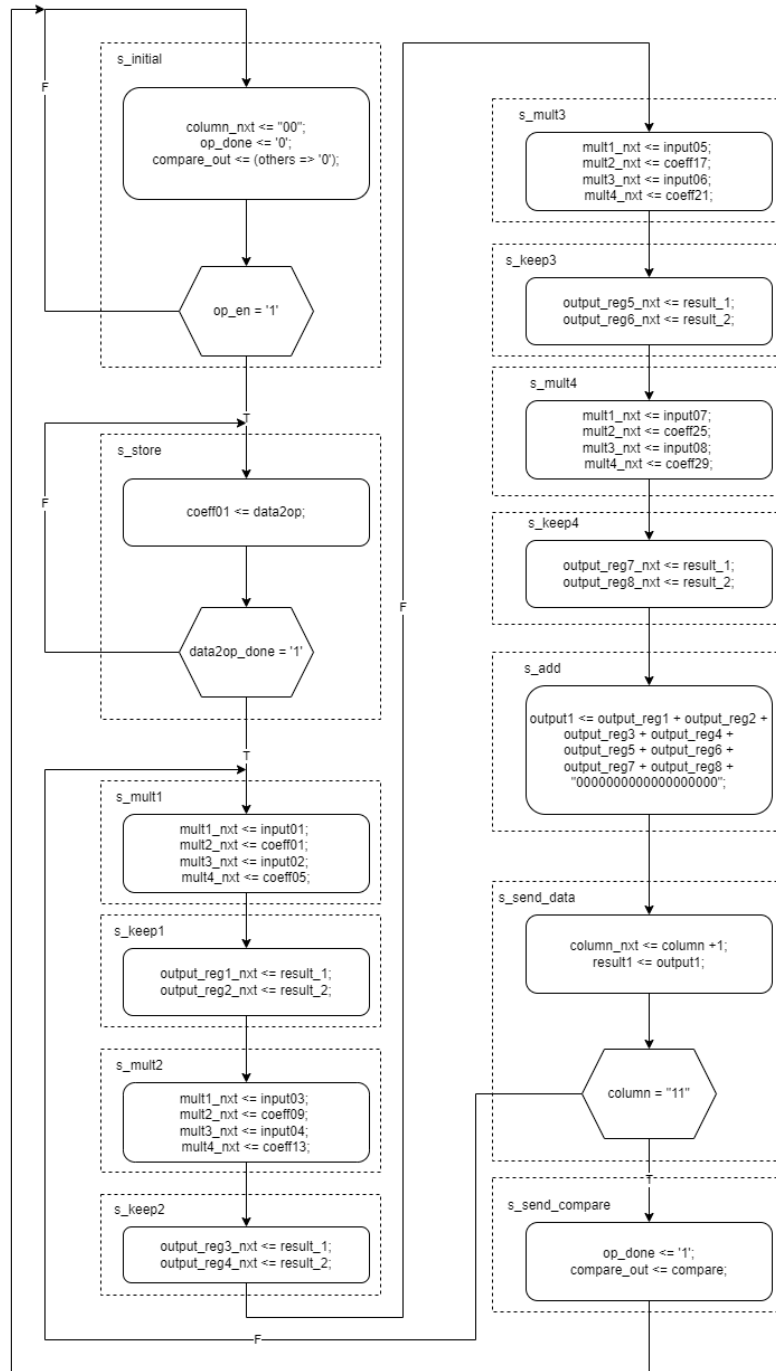 s_initial
F
column_nxt <= "00";
op_done <= '0';
compare_out <= (others => '0');
op_en = '1'
T
s_store
F
coeff01 <= data2op;
data2op_done = '1'
T
s_mult1
mult1_nxt <= input01;
mult2_nxt <= coeff01;
mult3_nxt <= input02;
mult4_nxt <= coeff05;
s_keep1
output_reg1_nxt <= result_1;
output_reg2_nxt <= result_2;
s_mult2
mult1_nxt <= input03;
mult2_nxt <= coeff09;
mult3_nxt <= input04;
mult4_nxt <= coeff13;
s_keep2
output_reg3_nxt <= result_1;
output_reg4_nxt <= result_2;
F
s_mult3
mult1_nxt <= input05;
mult2_nxt <= coeff17;
mult3_nxt <= input06;
mult4_nxt <= coeff21;
s_keep3
output_reg5_nxt <= result_1;
output_reg6_nxt <= result_2;
s_mult4
mult1_nxt <= input07;
mult2_nxt <= coeff25;
mult3_nxt <= input08;
mult4_nxt <= coeff29;
s_keep4
output_reg7_nxt <= result_1;
output_reg8_nxt <= result_2;
s_add
output1 <= output_reg1 + output_reg2 +
output_reg3 + output_reg4 +
output_reg5 + output_reg6 +
output_reg7 + output_reg8 +
"0000000000000000000";
s_send_data
column_nxt <= column +1;
result1 <= output1;
column = "11"
T
s_send_compare
op_done <= '1';
compare_out <= compare;
F